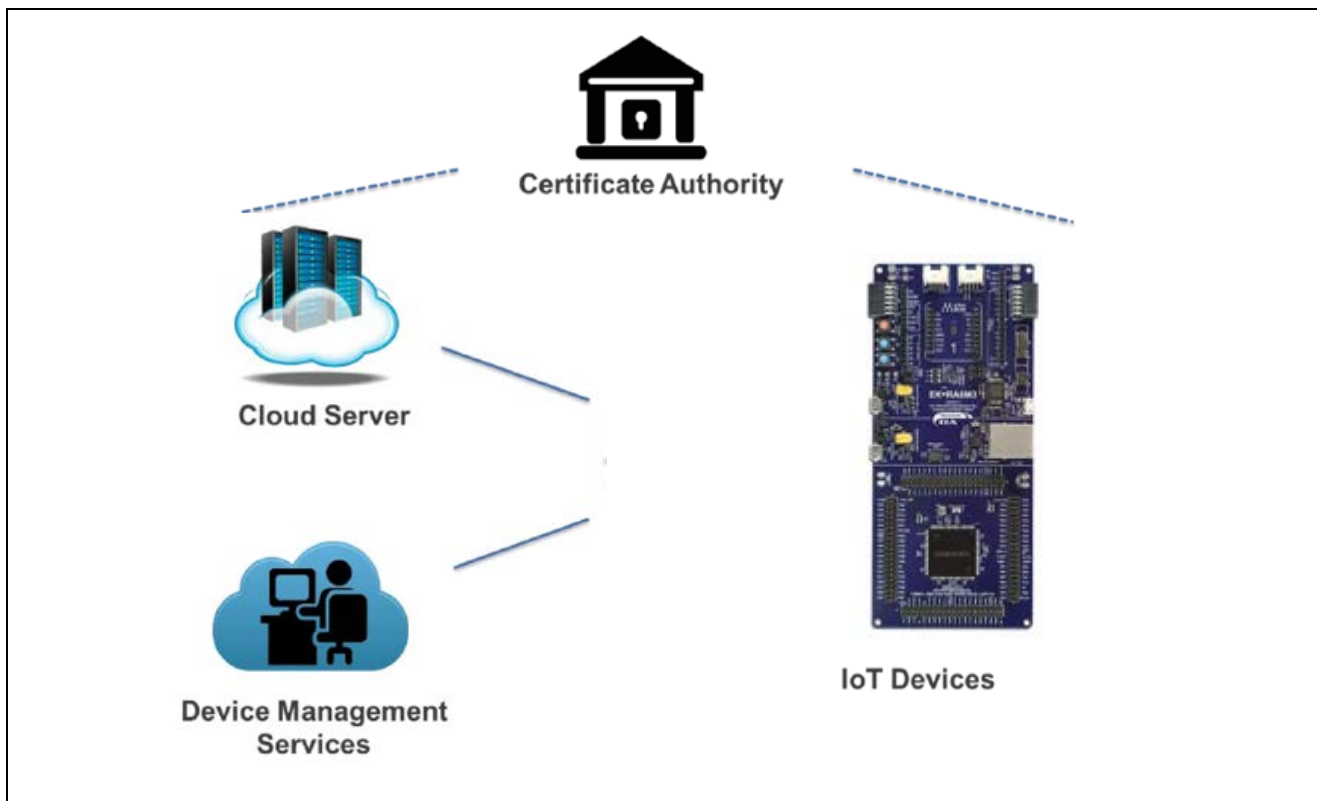 Certificate Authority
Cloud Server
Device Management
Services
IoT Devices